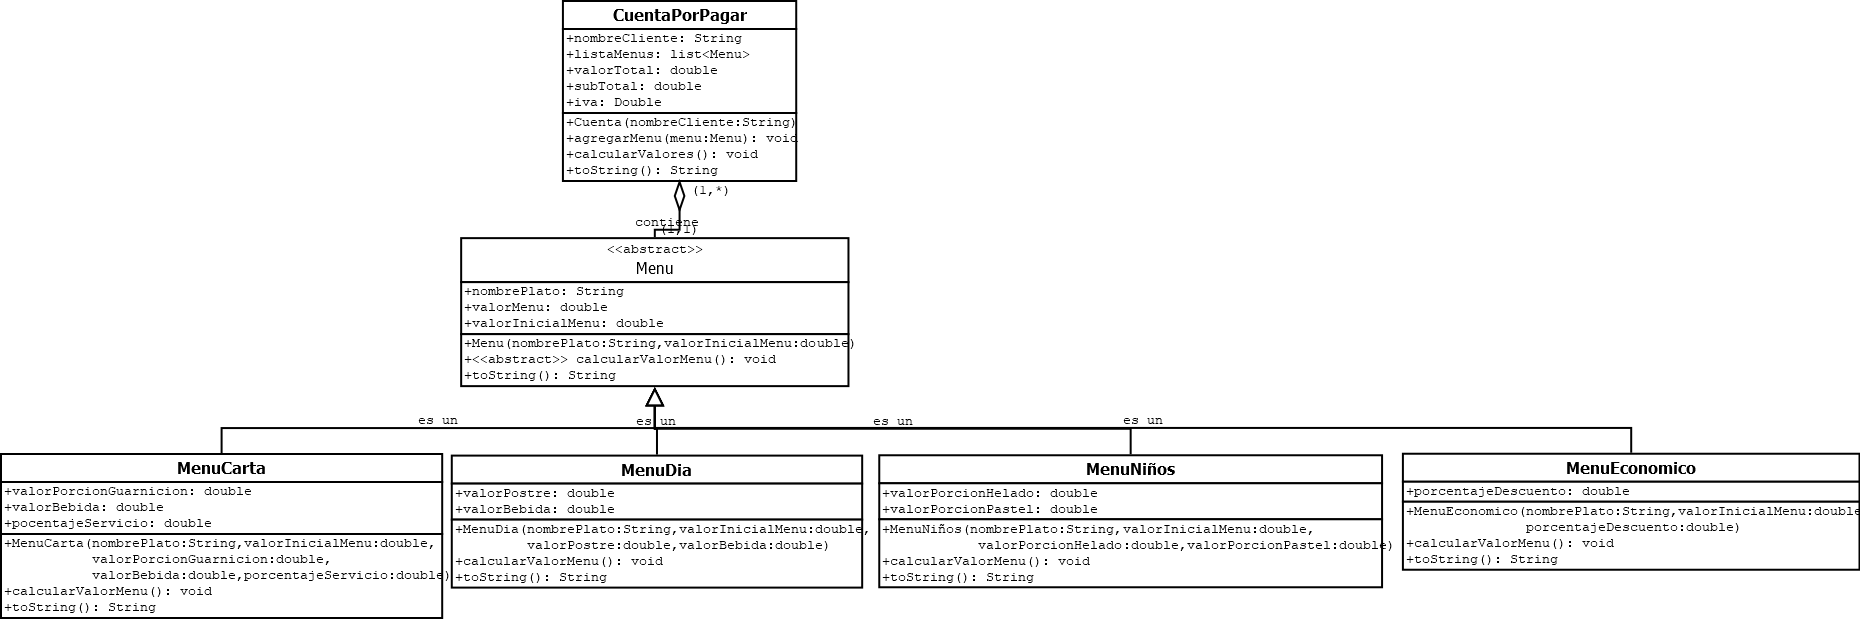 CuentaPorPagar
+nombreCliente: String
+listaMenus: list<Menu>
+valorTotal: double
+subTotal: double
+iva: Double
+Cuenta(nombreCliente:String)
+agregarMenu(menu:Menu): void
+calcularValores(): void
+toString(): String
(1,*)
contiene
(1,1)
<<abstract>>
Menu
+nombrePlato: String
+valorMenu: double
+valorInicialMenu: double
+Menu(nombrePlato:String,valorInicialMenu:double)
+<<abstract>> calcularValorMenu(): void
+toString(): String
es un
es un
es un
es un
MenuCarta
+valorPorcionGuarnicion: double
+valorBebida: double
+pocentajeServicio: double
+MenuCarta(nombrePlato:String,valorInicialMenu:double,
valorPorcionGuarnicion:double,
valorBebida:double,porcentajeServicio:double)
+calcularValorMenu(): void
+toString(): String
MenuDia
+valorPostre: double
+valorBebida: double
+MenuDia(nombrePlato:String,valorInicialMenu:double,
valorPostre:double,valorBebida:double)
+calcularValorMenu(): void
+toString(): String
MenuNiños
+valorPorcionHelado: double
+valorPorcionPastel: double
+MenuNiños(nombrePlato:String,valorInicialMenu:double,
valorPorcionHelado:double,valorPorcionPastel:double)
+calcularValorMenu(): void
+toString(): String
MenuEconomico
+porcentajeDescuento: double
+MenuEconomico(nombrePlato:String,valorInicialMenu:double
porcentajeDescuento:double)
+calcularValorMenu(): void
+toString(): String